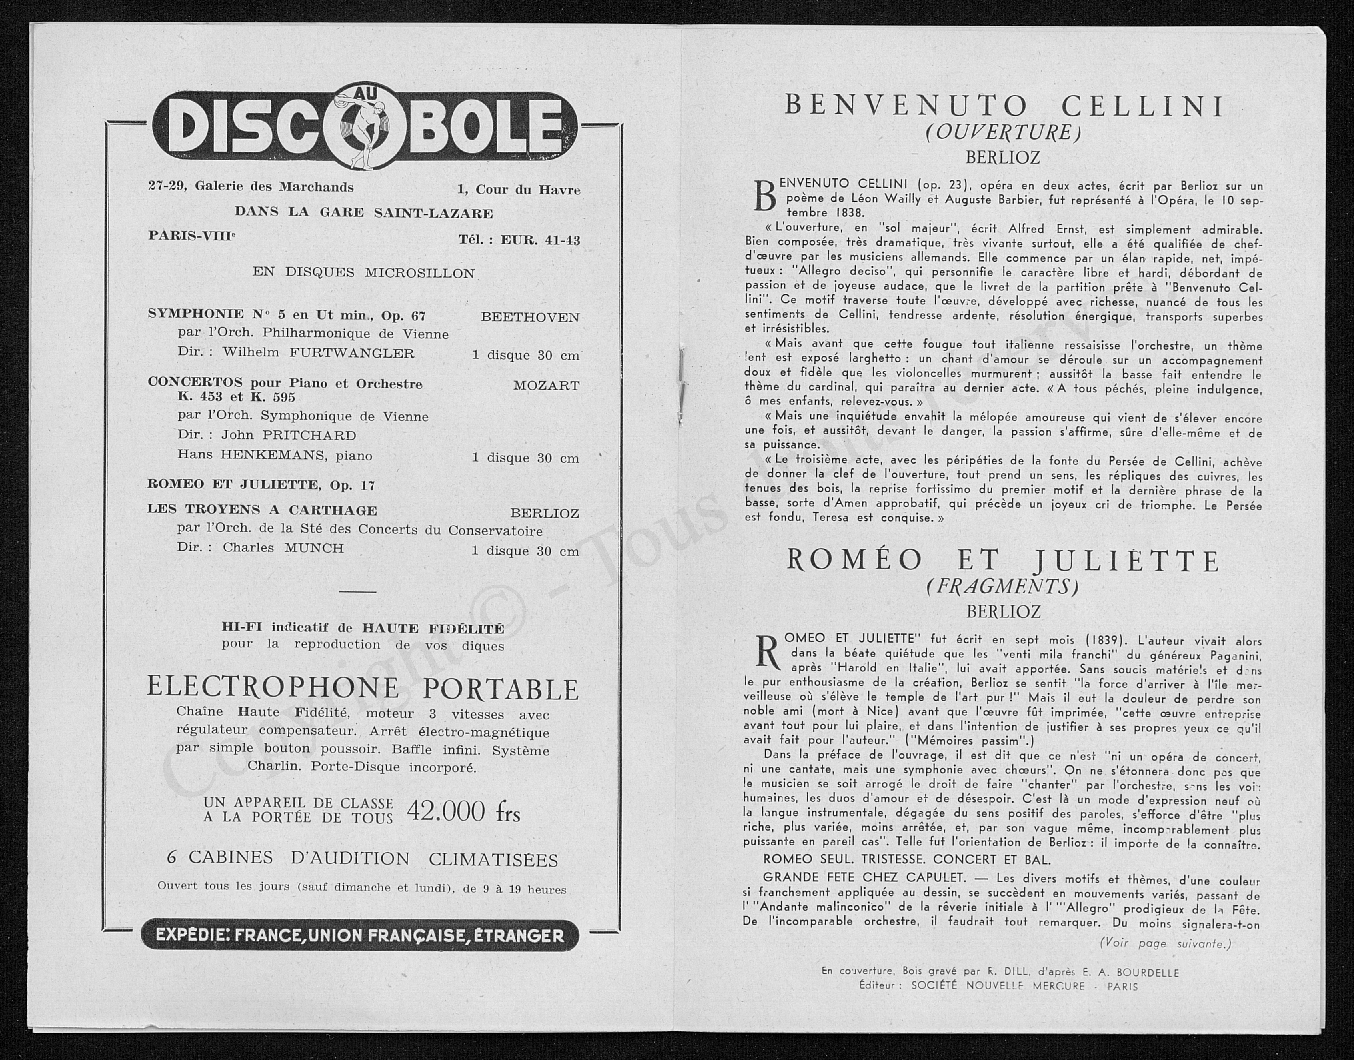 AU
DISCOBOLE
27-29, Galerie des Marchands 1, Cour du Havre
DANS LA GARE SAINT-LAZARE
PARIS-VIIIe Tél. : EUR. 41-43
EN DISQUES MICROSILLON
SYMPHONIE N° 5 en Ut min., Op. 67 BEETHOVEN
par l'Orch. Philharmonique de Vienne
Dir. : Wilhelm FURTWANGLER 1 disque 30 cm
CONCERTOS pour Piano et Orchestre MOZART
K. 453 et K. 595
par l'Orch. Symphonique de Vienne
Dir. : John PRITCHARD
Hans HENKEMANS, piano 1 disque 30 cm
ROMEO ET JULIETTE, Op. 17
LES TROYENS A CARTHAGE BERLIOZ
par l'Orch. de la Sté des Concerts du Conservatoire
Dir. : Charles MUNCH 1 disque 30 cm
HI-FI indicatif de HAUTE FIDÉLITÉ
pour la reproduction de vos diques
ELECTROPHONE PORTABLE
Chaîne Haute Fidélité, moteur 3 vitesses avec
régulateur compensateur. Arrêt électro-magnétique
par simple bouton poussoir. Baffle infini. Système
Charlin. Porte-Disque incorporé.
UN APPAREIL DE CLASSE
A LA PORTÉE DE TOUS 42.000 frs
6 CABINES D'AUDITION CLIMATISÉES
Ouvert tous les jours (sauf dimanche et lundi), de 9 à 19 heures
EXPÉDIE: FRANCE, UNION FRANÇAISE, ÉTRANGER
BENVENUTO CELLINI
(OUVERTURE)
BERLIOZ
BENVENUTO CELLINI (op. 23), opéra en deux actes, écrit par Berlioz sur un
poème de Léon Wailly et Auguste Barbier, fut représenté à l'Opéra, le 10 sep-
tembre 1838.
« L'ouverture, en "sol majeur", écrit Alfred Ernst, est simplement admirable.
Bien composée, très dramatique, très vivante surtout, elle a été qualifiée de chef-
d'œuvre par les musiciens allemands. Elle commence par un élan rapide, net, impé-
tueux : "Allegro deciso", qui personnifie le caractère libre et hardi, débordant de
passion et de joyeuse audace, que le livret de la partition prête à "Benvenuto Cel-
lini". Ce motif traverse toute l'œuvre, développé avec richesse, nuancé de tous les
sentiments de Cellini, tendresse ardente, résolution énergique, transports superbes
et irrésistibles.
« Mais avant que cette fougue tout italienne ressaisisse l'orchestre, un thème
lent est exposé larghetto : un chant d'amour se déroule sur un accompagnement
doux et fidèle que les violoncelles murmurent ; aussitôt la basse fait entendre le
thème du cardinal, qui paraîtra au dernier acte. « A tous péchés, pleine indulgence,
ô mes enfants, relevez-vous. »
« Mais une inquiétude envahit la mélopée amoureuse qui vient de s'élever encore
une fois, et aussitôt, devant le danger, la passion s'affirme, sûre d'elle-même et de
sa puissance.
« Le troisième acte, avec les péripéties de la fonte du Persée de Cellini, achève
de donner la clef de l'ouverture, tout prend un sens, les répliques des cuivres, les
tenues des bois, la reprise fortissimo du premier motif et la dernière phrase de la
basse, sorte d'Amen approbatif, qui précède un joyeux cri de triomphe. Le Persée
est fondu, Teresa est conquise. »
ROMÉO ET JULIETTE
(FRAGMENTS)
BERLIOZ
ROMEO ET JULIETTE" fut écrit en sept mois (1839). L'auteur vivait alors
dans la béate quiétude que les "venti mila franchi" du généreux Paganini,
après "Harold en Italie", lui avait apportée. Sans soucis matériels et dans
le pur enthousiasme de la création, Berlioz se sentit "la force d'arriver à l'île mer-
veilleuse où s'élève le temple de l'art pur !" Mais il eut la douleur de perdre son
noble ami (mort à Nice) avant que l'œuvre fût imprimée, "cette œuvre entreprise
avant tout pour lui plaire, et dans l'intention de justifier à ses propres yeux ce qu'il
avait fait pour l'auteur." ("Mémoires passim".)
Dans la préface de l'ouvrage, il est dit que ce n'est "ni un opéra de concert,
ni une cantate, mais une symphonie avec chœurs". On ne s'étonnera donc pas que
le musicien se soit arrogé le droit de faire "chanter" par l'orchestre, sans les voix
humaines, les duos d'amour et de désespoir. C'est là un mode d'expression neuf où
la langue instrumentale, dégagée du sens positif des paroles, s'efforce d'être "plus
riche, plus variée, moins arrêtée, et, par son vague même, incomparablement plus
puissante en pareil cas". Telle fut l'orientation de Berlioz : il importe de la connaître.
ROMEO SEUL. TRISTESSE. CONCERT ET BAL.
GRANDE FETE CHEZ CAPULET. — Les divers motifs et thèmes, d'une couleur
si franchement appliquée au dessin, se succèdent en mouvements variés, passant de
l' "Andante malinconico" de la rêverie initiale à l' ""Allegro" prodigieux de la Fête.
De l'incomparable orchestre, il faudrait tout remarquer. Du moins signalera-t-on
(Voir page suivante.)
En couverture, Bois gravé par R. DILL, d'après E. A. BOURDELLE
Éditeur : SOCIÉTÉ NOUVELLE MERCURE - PARIS
Copyright © - Tous